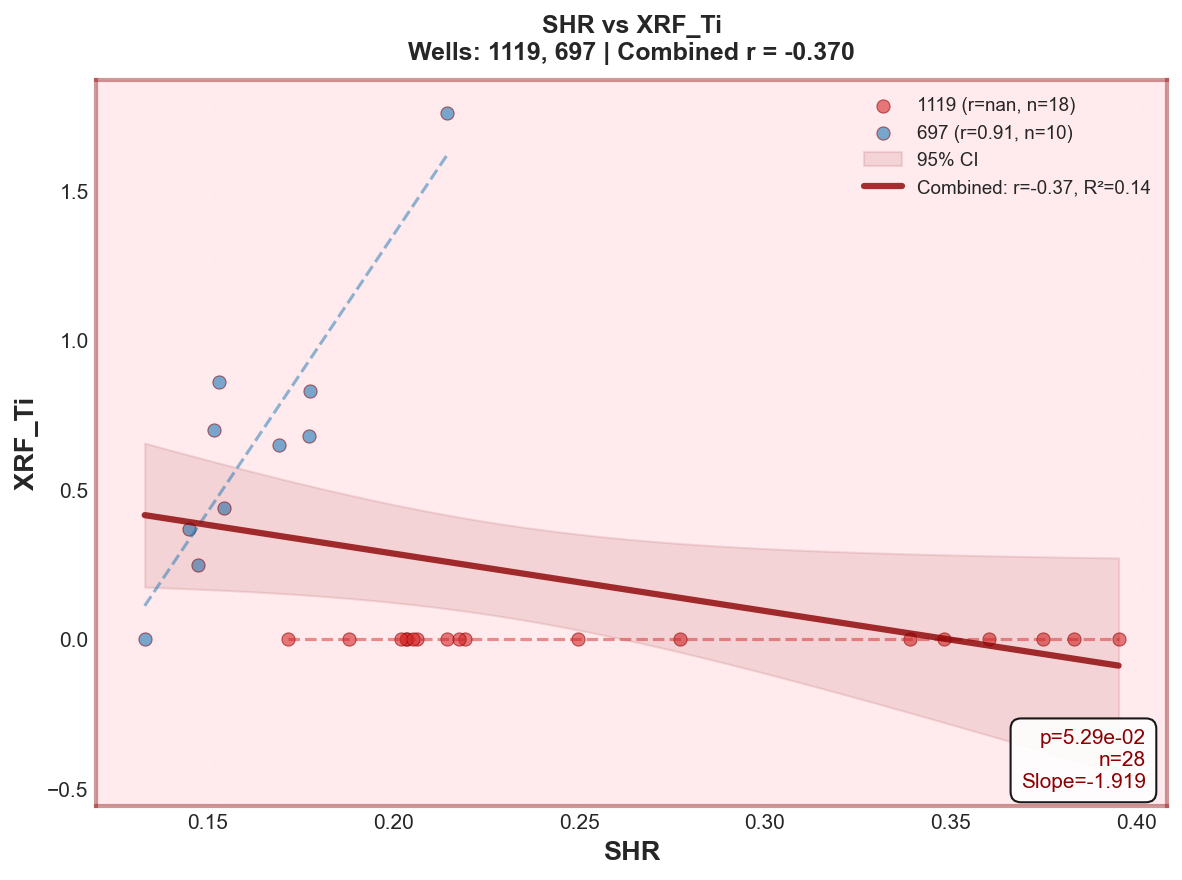 SHR vs XRF_Ti
Wells: 1119, 697 | Combined r = -0.370
1119 (r=nan, n=18)
697 (r=0.91, n=10)
95% CI
Combined: r=-0.37, R²=0.14
XRF_Ti
1.5
1.0
0.5
0.0
−0.5
p=5.29e-02
n=28
Slope=-1.919
0.15
0.20
0.25
0.30
0.35
0.40
SHR